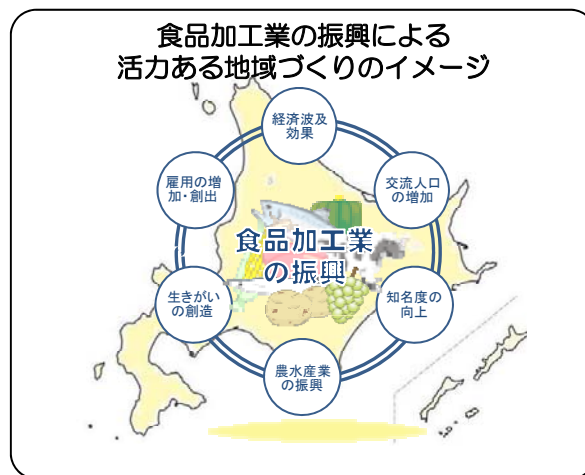 食品加工業の振興による
活力ある地域づくりのイメージ
経済波及
効果
交流人口
の増加
知名度の
向上
農水産業
の振興
生きがい
の創造
雇用の増
加・創出
食品加工業
の振興